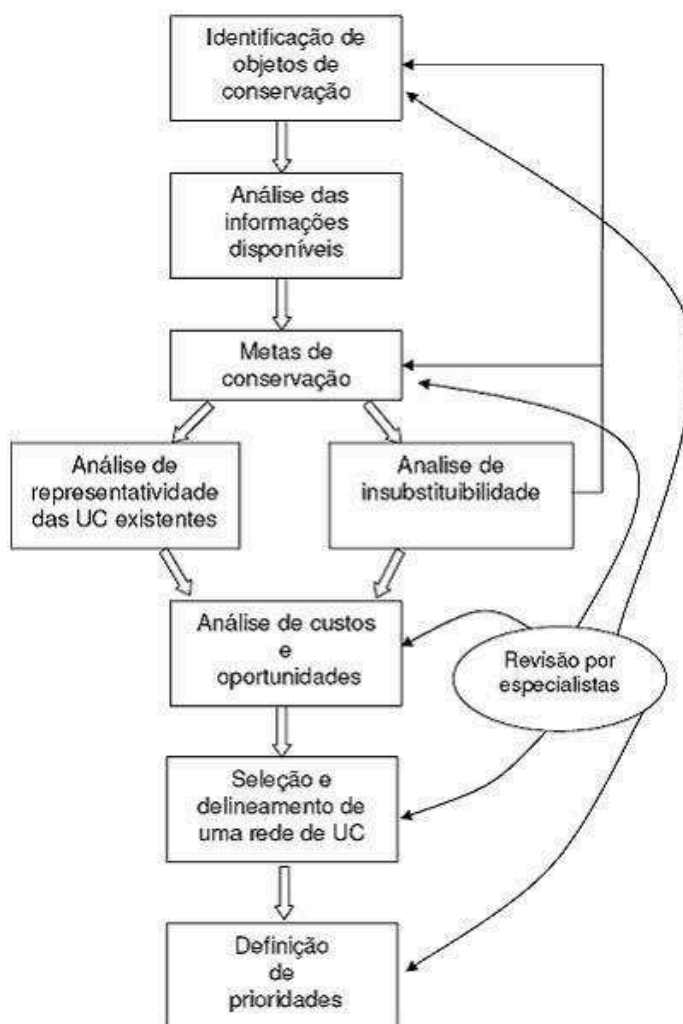 Identificação de
objetos de
conservação
Análise das
informações
disponíveis
Metas de
conservação
Análise de
representatividade
das UC existentes
Analise de
insubstituibilidade
Análise de custos
e
oportunidades
Revisão por
especialistas
Seleção e
delineamento de
uma rede de UC
Definição
de
prioridades